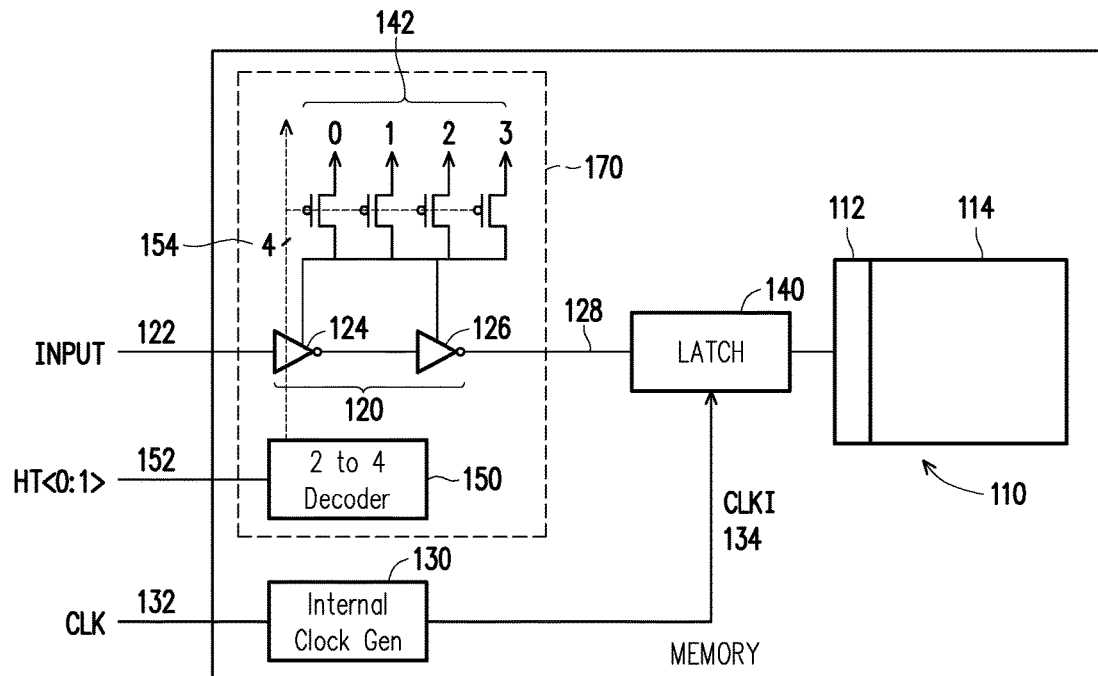 142
0 1 2 3
170
154 4
112 114
140
122 124 126 128
INPUT
LATCH
120
152
HT<0:1>
2 to 4
Decoder
150
110
CLKI
134
130
132
CLK
Internal
Clock Gen
MEMORY